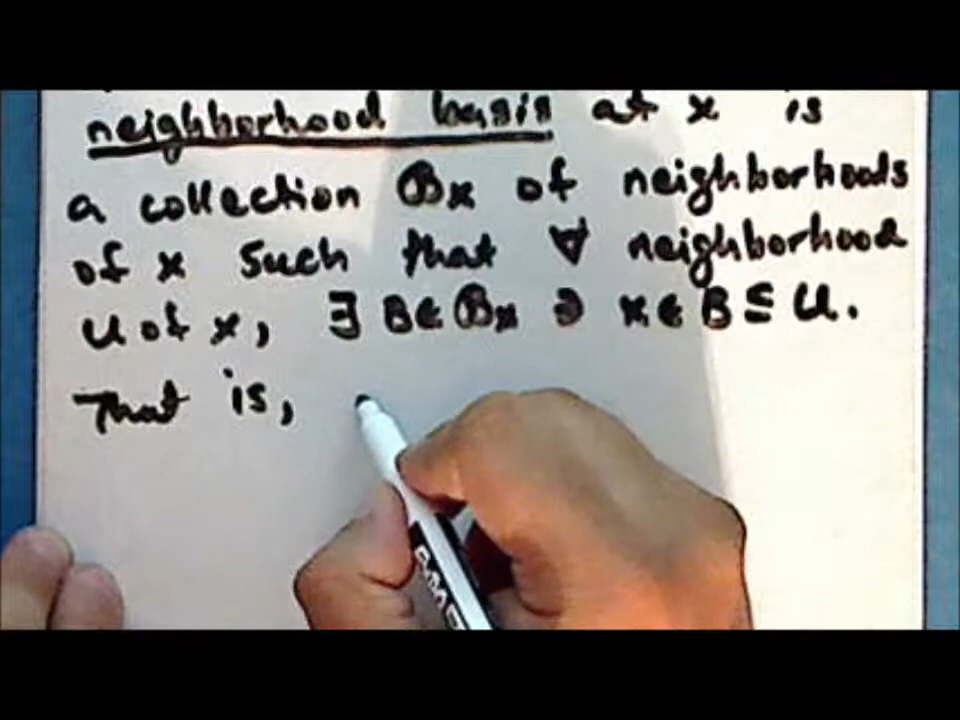 neighborhood basis at x is
a collection Bx of neighborhoods
of x such that ∀ neighborhood
U of x, ∃ B ∈ Bx ∋ x ∈ B ⊆ U.
That is,